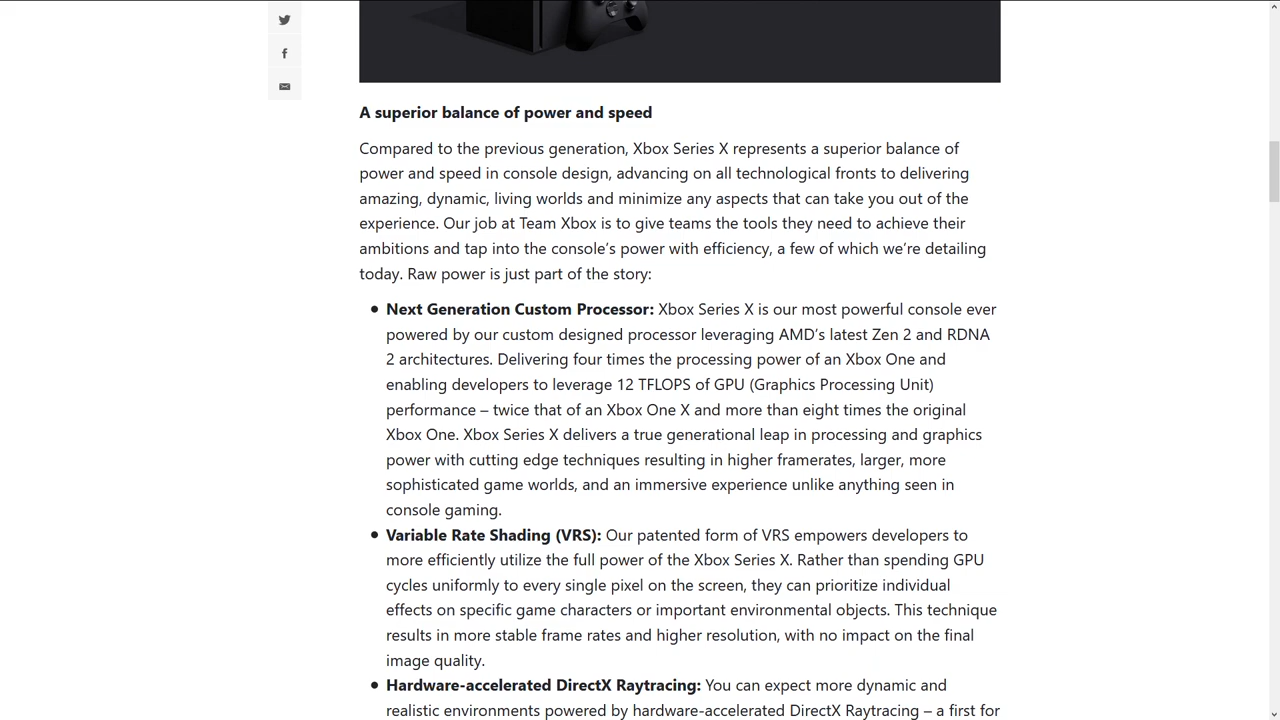 A superior balance of power and speed
Compared to the previous generation, Xbox Series X represents a superior balance of
power and speed in console design, advancing on all technological fronts to delivering
amazing, dynamic, living worlds and minimize any aspects that can take you out of the
experience. Our job at Team Xbox is to give teams the tools they need to achieve their
ambitions and tap into the console’s power with efficiency, a few of which we’re detailing
today. Raw power is just part of the story:
• Next Generation Custom Processor: Xbox Series X is our most powerful console ever
powered by our custom designed processor leveraging AMD’s latest Zen 2 and RDNA
2 architectures. Delivering four times the processing power of an Xbox One and
enabling developers to leverage 12 TFLOPS of GPU (Graphics Processing Unit)
performance – twice that of an Xbox One X and more than eight times the original
Xbox One. Xbox Series X delivers a true generational leap in processing and graphics
power with cutting edge techniques resulting in higher framerates, larger, more
sophisticated game worlds, and an immersive experience unlike anything seen in
console gaming.
• Variable Rate Shading (VRS): Our patented form of VRS empowers developers to
more efficiently utilize the full power of the Xbox Series X. Rather than spending GPU
cycles uniformly to every single pixel on the screen, they can prioritize individual
effects on specific game characters or important environmental objects. This technique
results in more stable frame rates and higher resolution, with no impact on the final
image quality.
• Hardware-accelerated DirectX Raytracing: You can expect more dynamic and
realistic environments powered by hardware-accelerated DirectX Raytracing – a first for